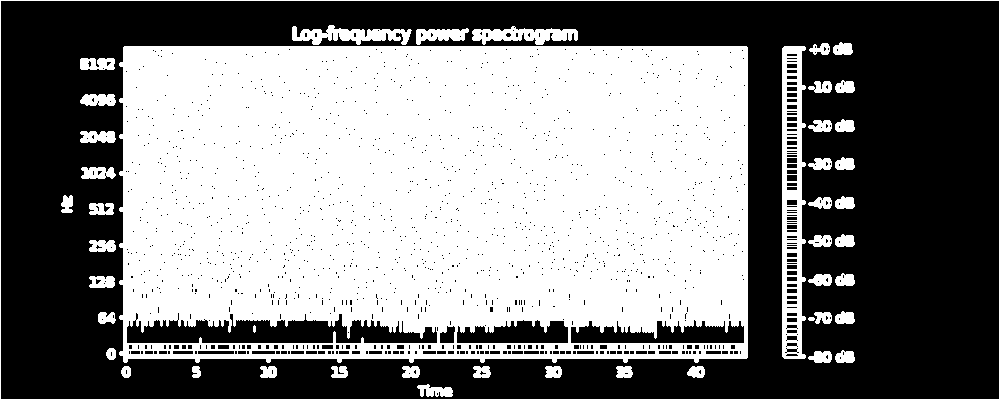 Log-frequency power spectrogram
8192
4096
2048
1024
512
256
128
64
0
Hz
0 5 10 15 20 25 30 35 40
Time
+0 dB
-10 dB
-20 dB
-30 dB
-40 dB
-50 dB
-60 dB
-70 dB
-80 dB